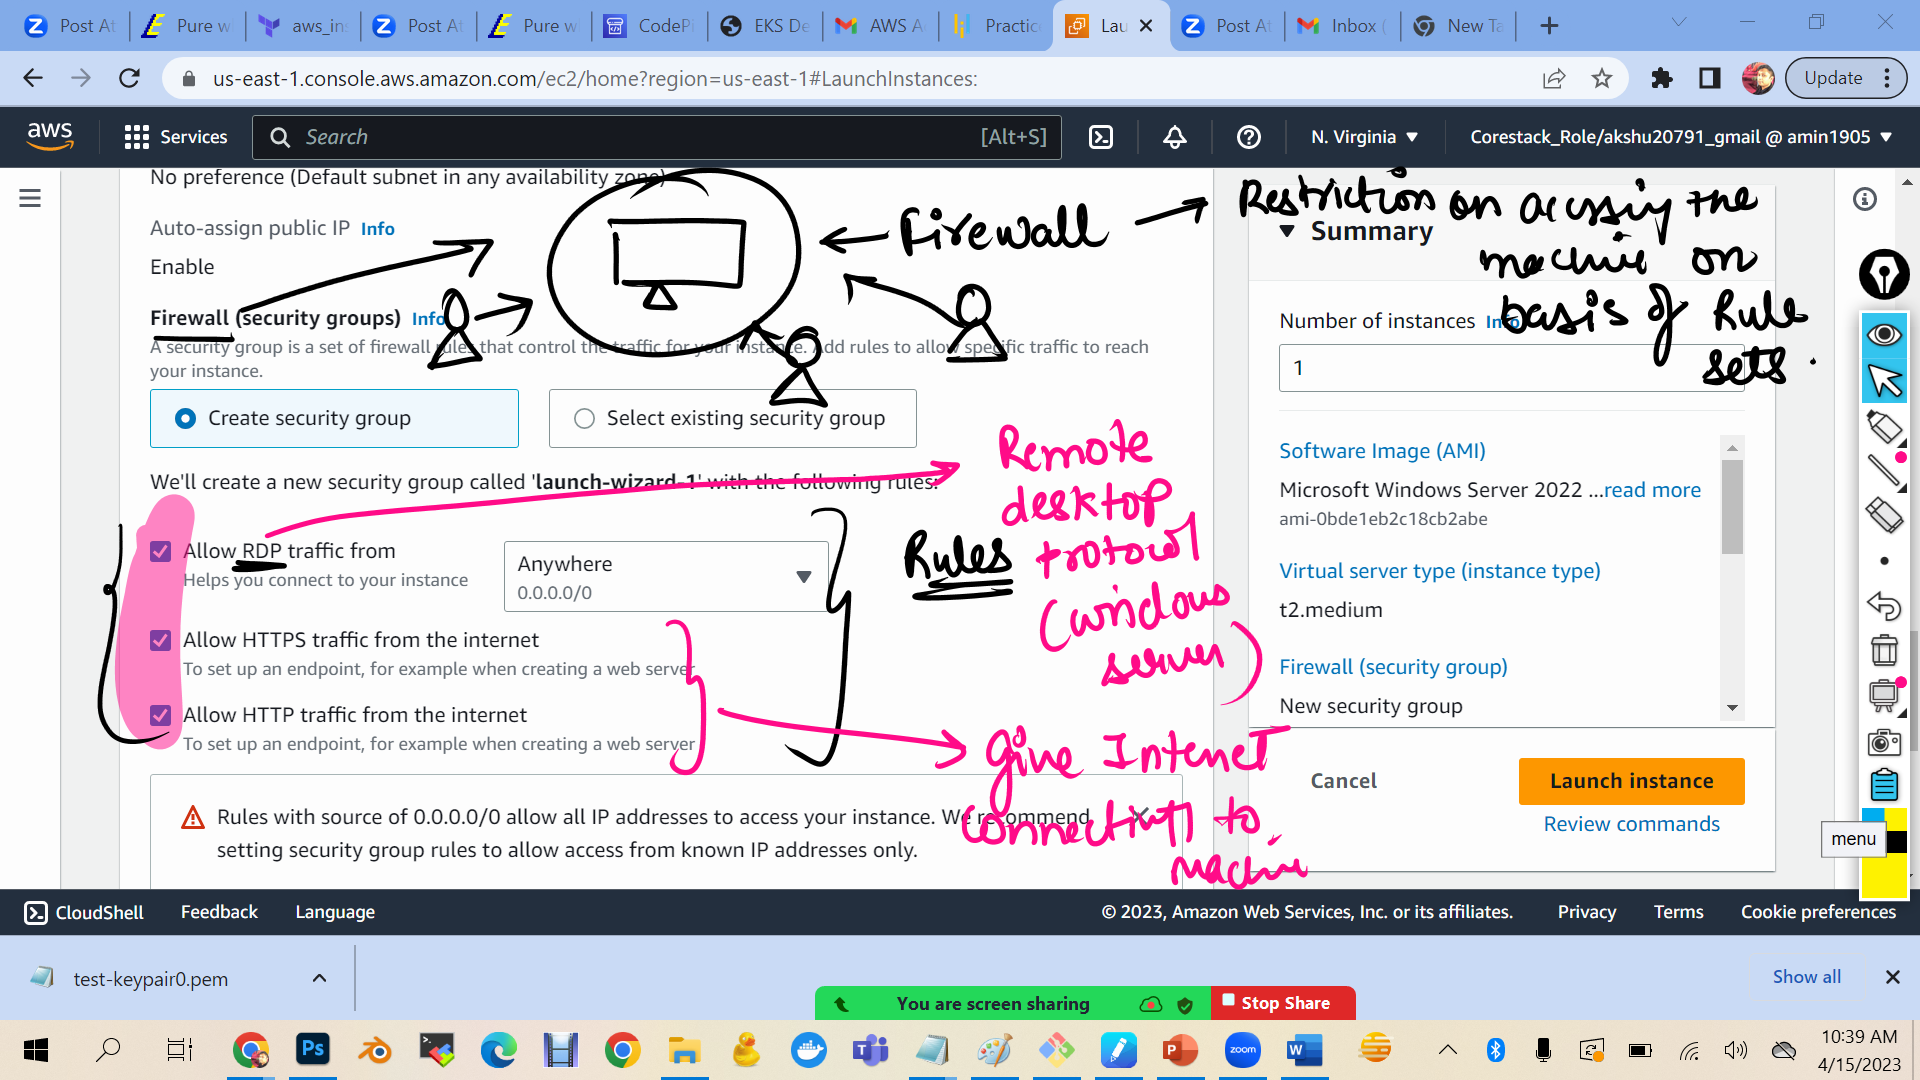 Post At
Pure w
aws_in
Post At
Pure w
CodePi
EKS De
AWS A
Practic
Lau
Post At
Inbox (
New Ta
us-east-1.console.aws.amazon.com/ec2/home?region=us-east-1#LaunchInstances:
Update
aws
Services
Search
[Alt+S]
N. Virginia
Corestack_Role/akshu20791_gmail @ amin1905
No preference (Default subnet in any availability zone)
Auto-assign public IP Info
Enable
Firewall (security groups) Info
A security group is a set of firewall rules that control the traffic for your instance. Add rules to allow specific traffic to reach
your instance.
Create security group
Select existing security group
We'll create a new security group called 'launch-wizard-1' with the following rules:
Allow RDP traffic from
Helps you connect to your instance
Anywhere
0.0.0.0/0
Allow HTTPS traffic from the internet
To set up an endpoint, for example when creating a web server
Allow HTTP traffic from the internet
To set up an endpoint, for example when creating a web server
Rules with source of 0.0.0.0/0 allow all IP addresses to access your instance. We recommend
setting security group rules to allow access from known IP addresses only.
Firewall
Restriction on accessing the
machine on
basis of Rule
sets.
Rules
Remote
desktop
protocol
(windows
server)
Give Internet
connectivity to
machine
Summary
Number of instances Info
1
Software Image (AMI)
Microsoft Windows Server 2022 ...read more
ami-0bde1eb2c18cb2abe
Virtual server type (instance type)
t2.medium
Firewall (security group)
New security group
Cancel
Launch instance
Review commands
menu
CloudShell
Feedback
Language
© 2023, Amazon Web Services, Inc. or its affiliates.
Privacy
Terms
Cookie preferences
test-keypair0.pem
Show all
You are screen sharing
Stop Share
Ps
zoom
10:39 AM
4/15/2023